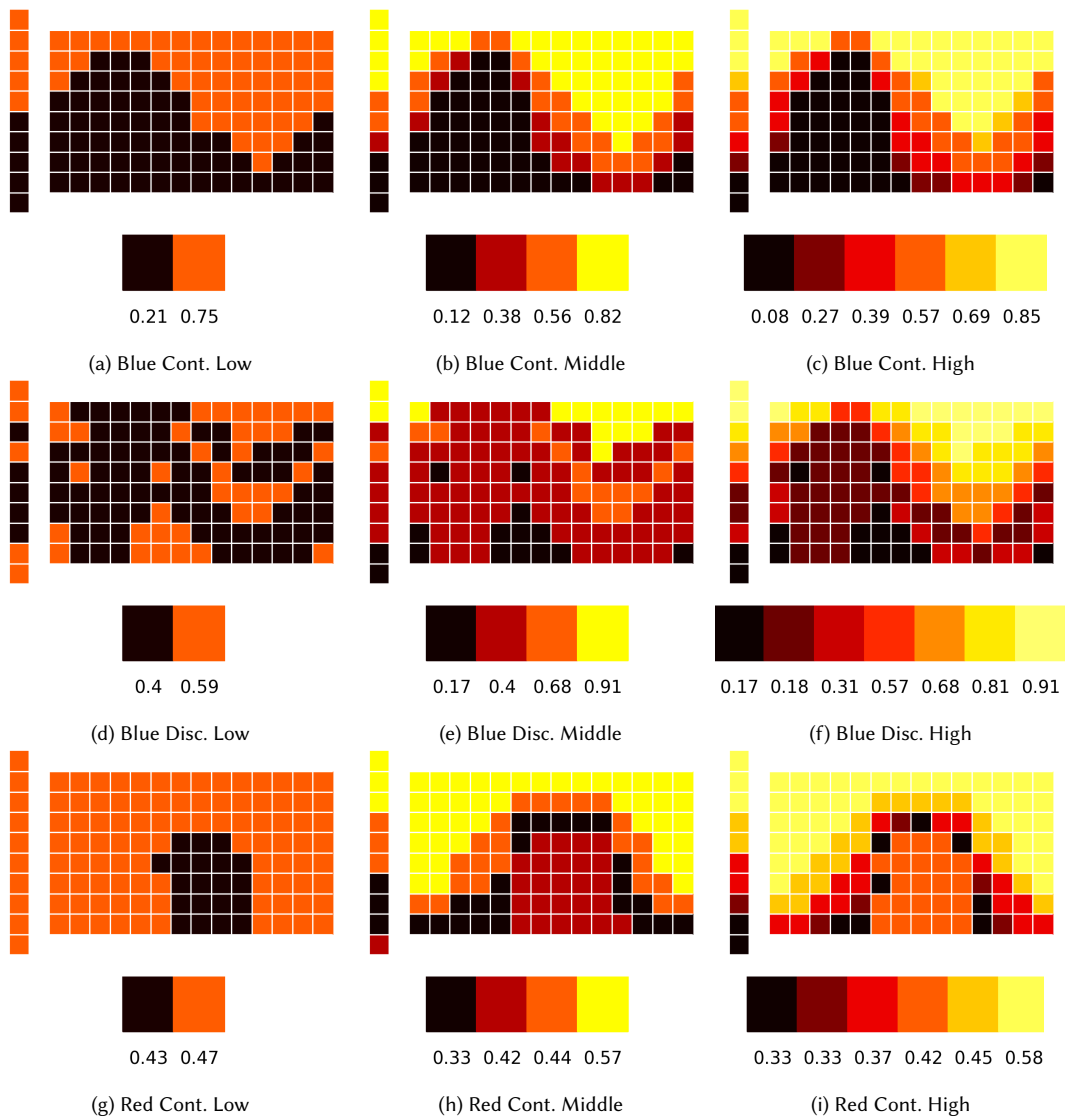 0.21 0.75
0.12 0.38 0.56 0.82
0.08 0.27 0.39 0.57 0.69 0.85
(a) Blue Cont. Low
(b) Blue Cont. Middle
(c) Blue Cont. High
0.4 0.59
0.17 0.4 0.68 0.91
0.17 0.18 0.31 0.57 0.68 0.81 0.91
(d) Blue Disc. Low
(e) Blue Disc. Middle
(f) Blue Disc. High
0.43 0.47
0.33 0.42 0.44 0.57
0.33 0.33 0.37 0.42 0.45 0.58
(g) Red Cont. Low
(h) Red Cont. Middle
(i) Red Cont. High